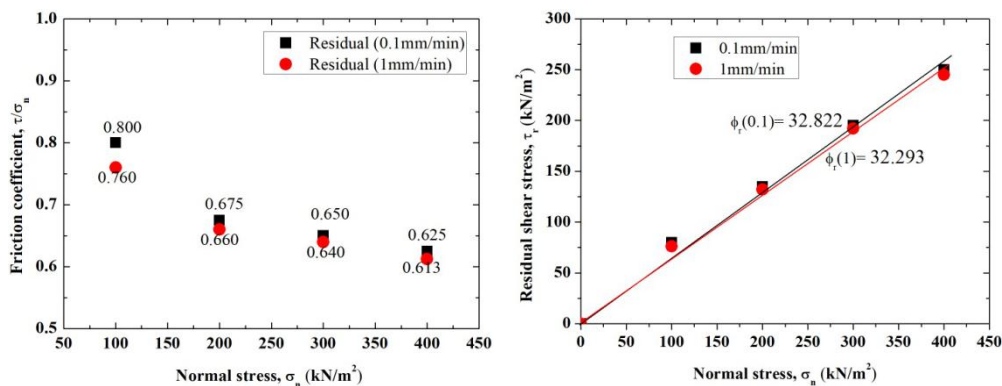 1.0
0.9
0.8
0.7
0.6
0.5
50 100 150 200 250 300 350 400 450
Friction coefficient, τ/σn
Normal stress, σn (kN/m²)
Residual (0.1mm/min)
Residual (1mm/min)
0.800
0.760
0.675
0.660
0.650
0.640
0.625
0.613
300
250
200
150
100
50
0
0 50 100 150 200 250 300 350 400 450
Residual shear stress, τr (kN/m²)
Normal stress, σn (kN/m²)
0.1mm/min
1mm/min
ϕr(0.1)= 32.822
ϕr(1)= 32.293